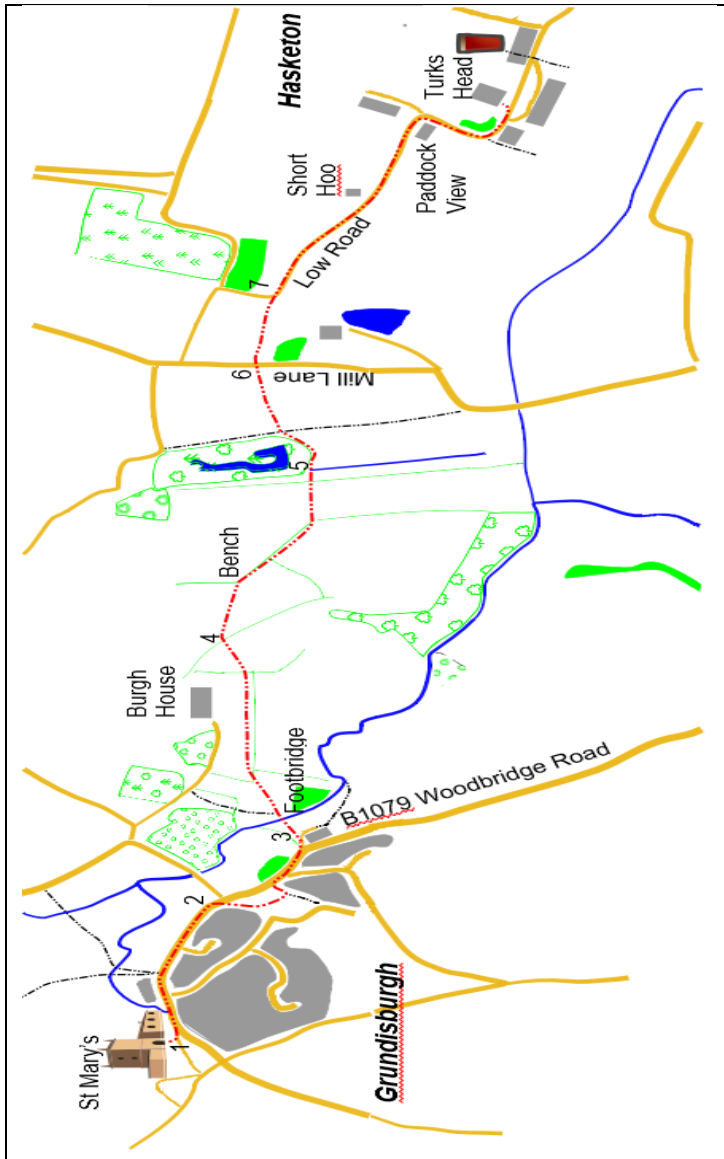 St Mary's
1
Grundisburgh
2
3
B1079 Woodbridge Road
Footbridge
Burgh
House
4
Bench
5
6
Mill Lane
7
Low Road
Short
Hoo
Paddock
View
Turks
Head
Hasketon